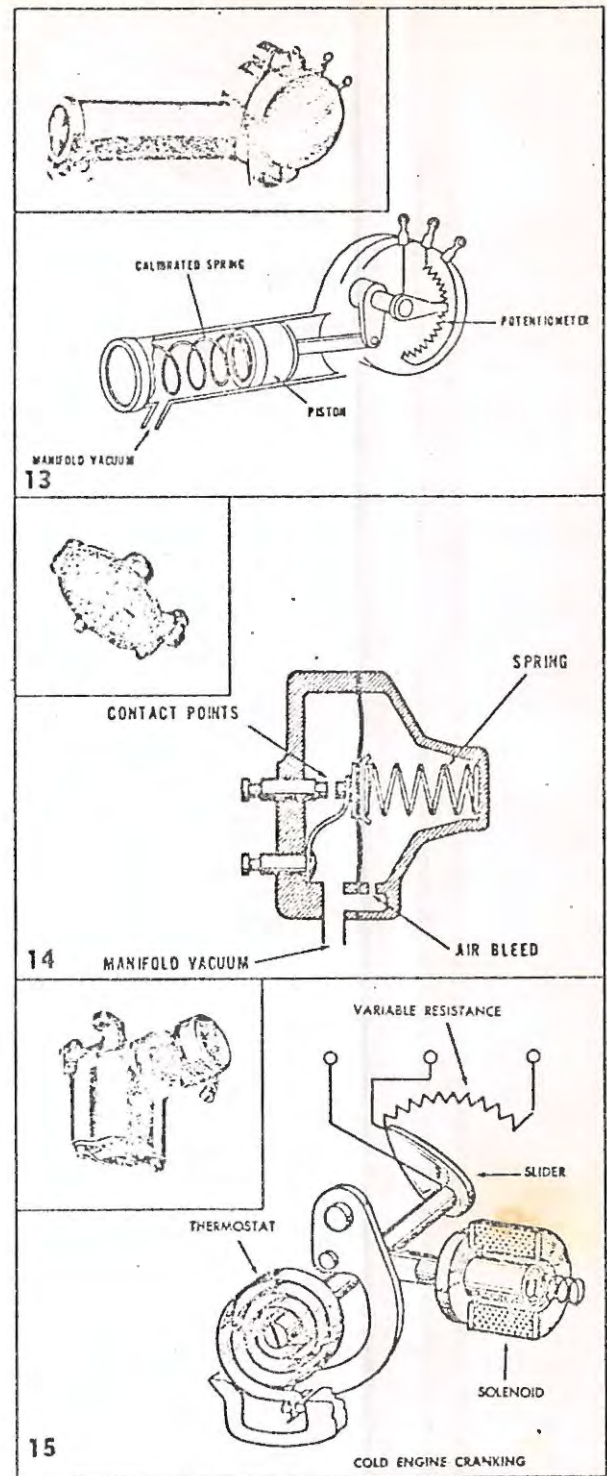 CALIBRATED SPRING
POTENTIOMETER
PISTON
MANIFOLD VACUUM
13
SPRING
CONTACT POINTS
AIR BLEED
14
MANIFOLD VACUUM
VARIABLE RESISTANCE
SLIDER
THERMOSTAT
SOLENOID
15
COLD ENGINE CRANKING